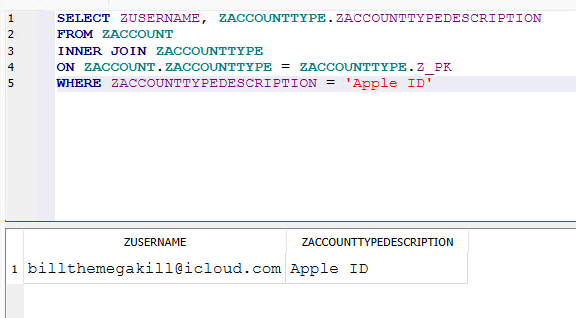 1 SELECT ZUSERNAME, ZACCOUNTTYPE.ZACCOUNTTYPEDESCRIPTION
2 FROM ZACCOUNT
3 INNER JOIN ZACCOUNTTYPE
4 ON ZACCOUNT.ZACCOUNTTYPE = ZACCOUNTTYPE.Z_PK
5 WHERE ZACCOUNTTYPEDESCRIPTION = 'Apple ID'
ZUSERNAME ZACCOUNTTYPEDESCRIPTION
1 billthemegakill@icloud.com Apple ID